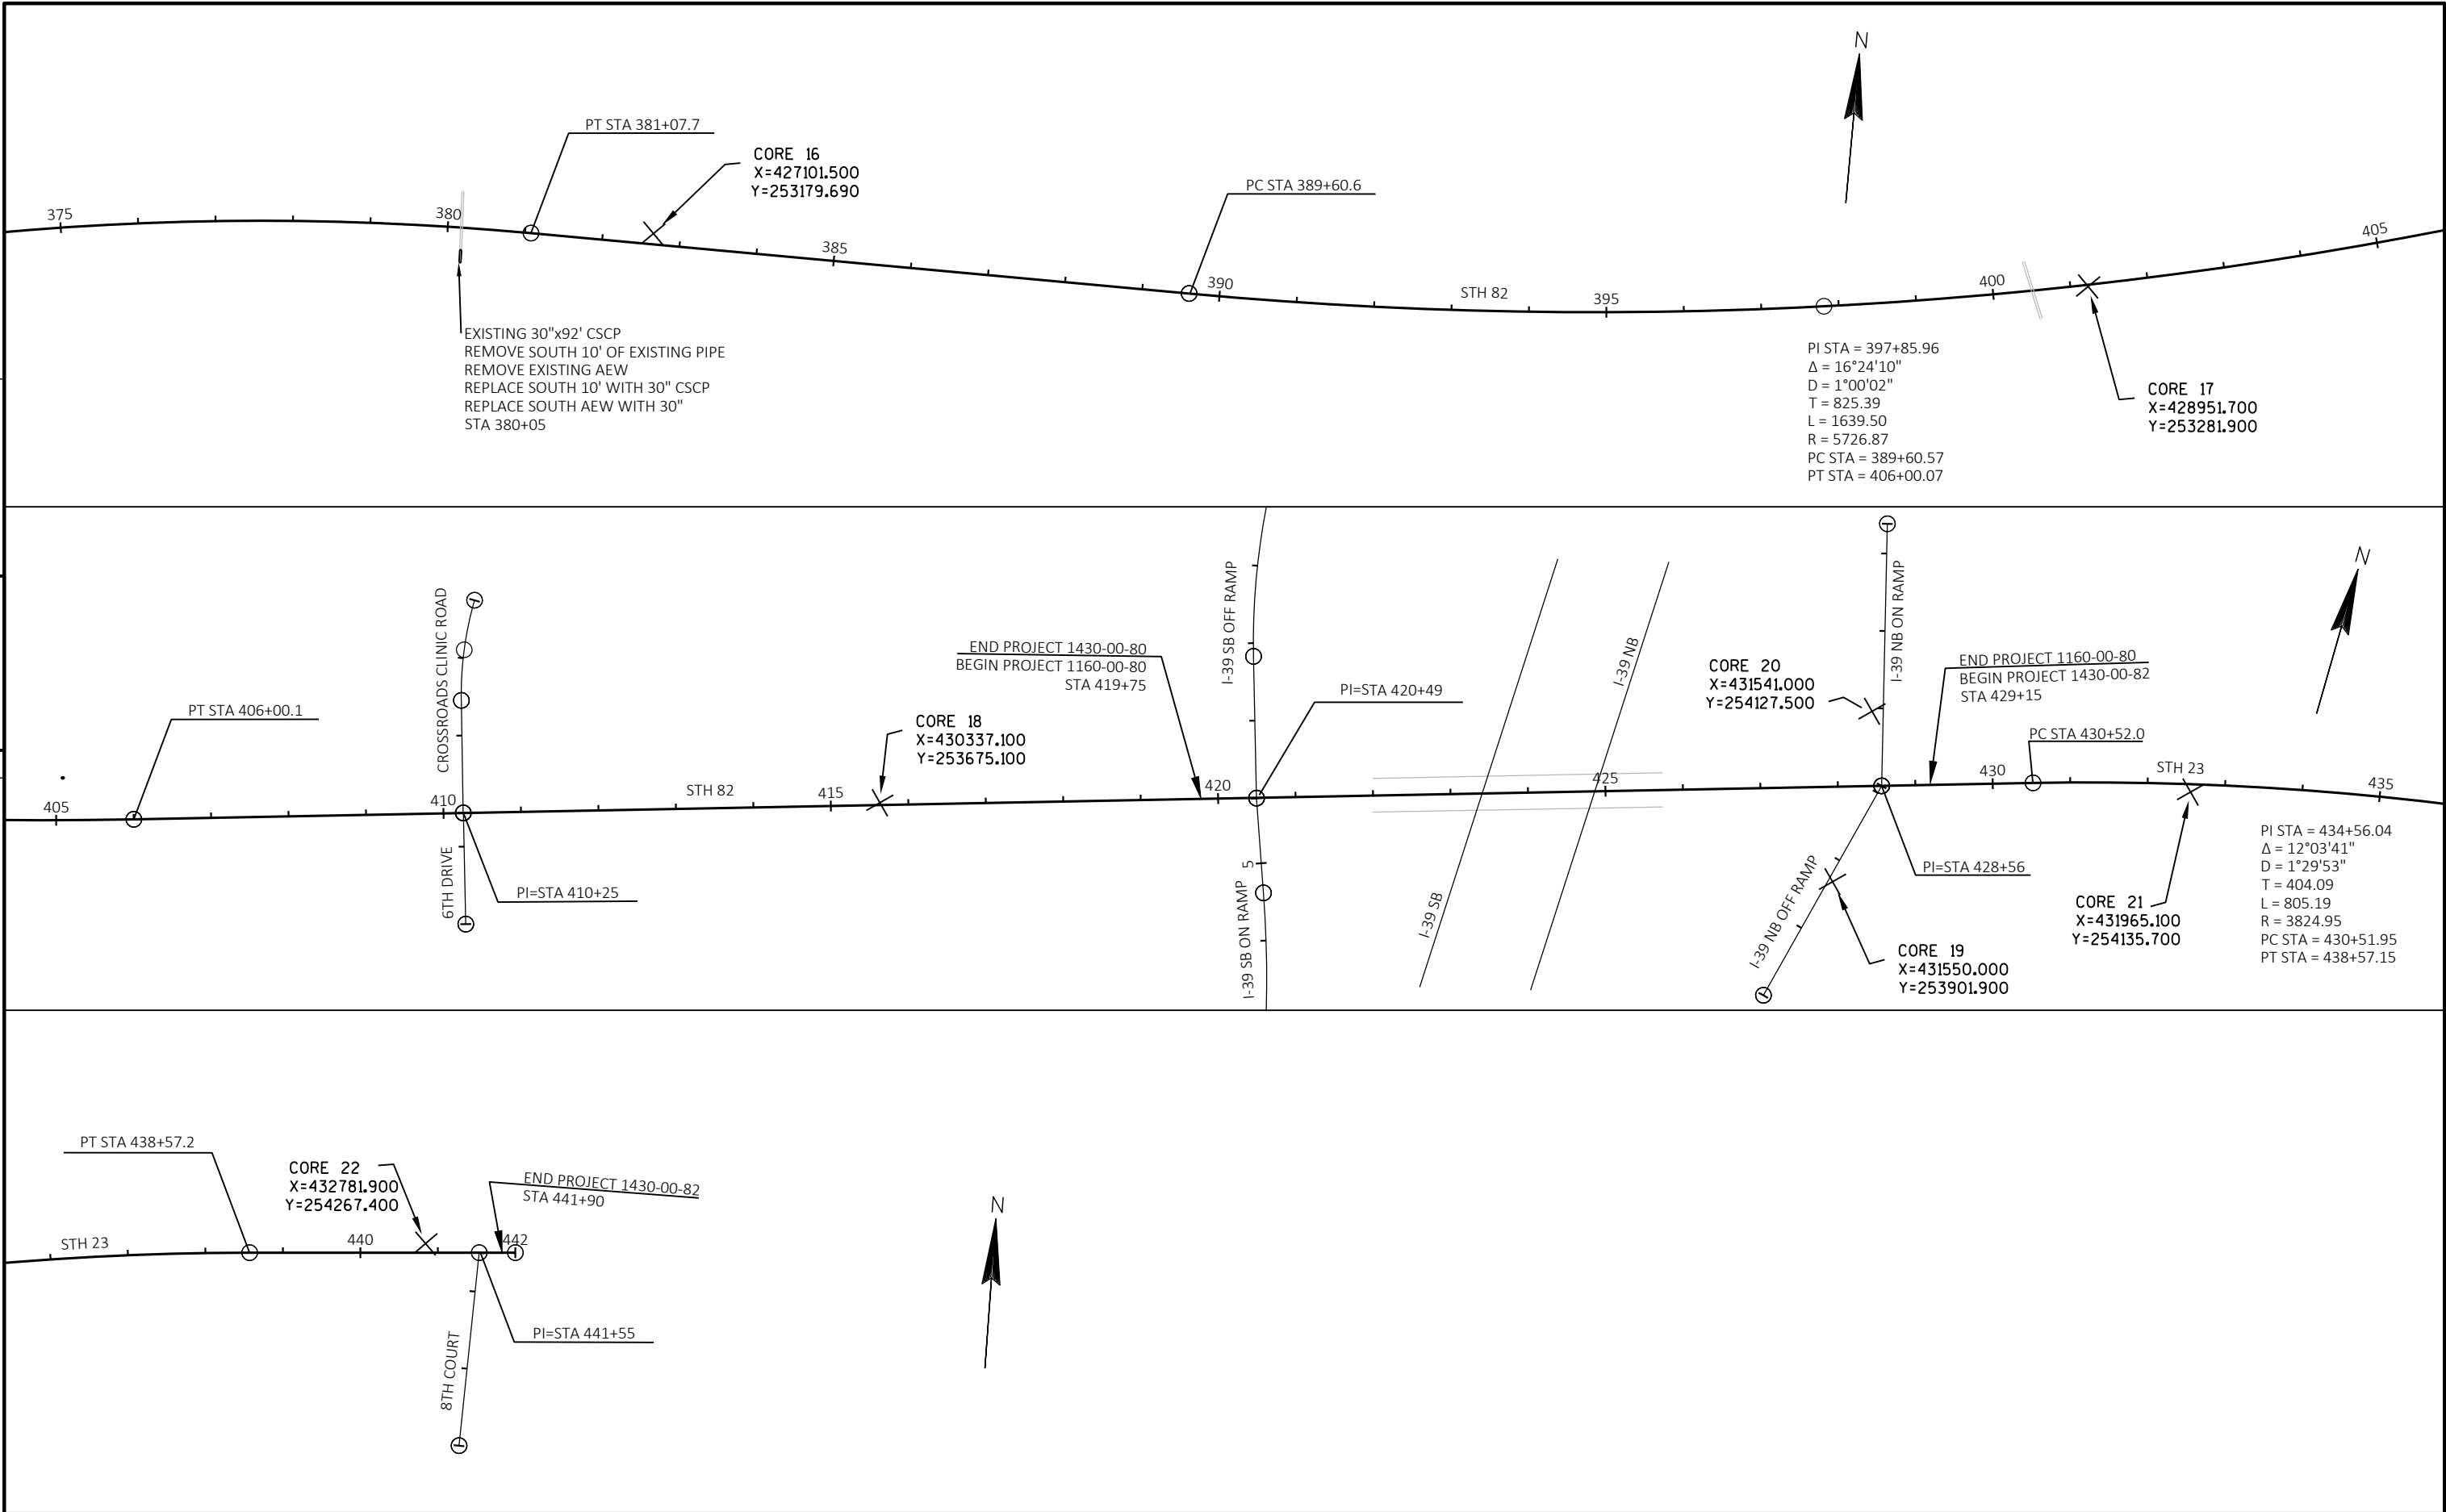 N
PT STA 381+07.7
CORE 16
X=427101.500
Y=253179.690
PC STA 389+60.6
375
380
385
390
STH 82
395
400
405
EXISTING 30"x92' CSCP
REMOVE SOUTH 10' OF EXISTING PIPE
REMOVE EXISTING AEW
REPLACE SOUTH 10' WITH 30" CSCP
REPLACE SOUTH AEW WITH 30"
STA 380+05
PI STA = 397+85.96
Δ = 16°24'10"
D = 1°00'02"
T = 825.39
L = 1639.50
R = 5726.87
PC STA = 389+60.57
PT STA = 406+00.07
CORE 17
X=428951.700
Y=253281.900
N
CROSSROADS CLINIC ROAD
I-39 SB OFF RAMP
I-39 NB
I-39 NB ON RAMP
END PROJECT 1430-00-80
BEGIN PROJECT 1160-00-80
STA 419+75
PI=STA 420+49
CORE 20
X=431541.000
Y=254127.500
END PROJECT 1160-00-80
BEGIN PROJECT 1430-00-82
STA 429+15
PT STA 406+00.1
CORE 18
X=430337.100
Y=253675.100
PC STA 430+52.0
405
410
STH 82
415
420
425
430
STH 23
435
6TH DRIVE
PI=STA 410+25
5
I-39 SB ON RAMP
I-39 SB
I-39 NB OFF RAMP
PI=STA 428+56
CORE 19
X=431550.000
Y=253901.900
CORE 21
X=431965.100
Y=254135.700
PI STA = 434+56.04
Δ = 12°03'41"
D = 1°29'53"
T = 404.09
L = 805.19
R = 3824.95
PC STA = 430+51.95
PT STA = 438+57.15
PT STA 438+57.2
CORE 22
X=432781.900
Y=254267.400
END PROJECT 1430-00-82
STA 441+90
N
STH 23
440
442
8TH COURT
PI=STA 441+55